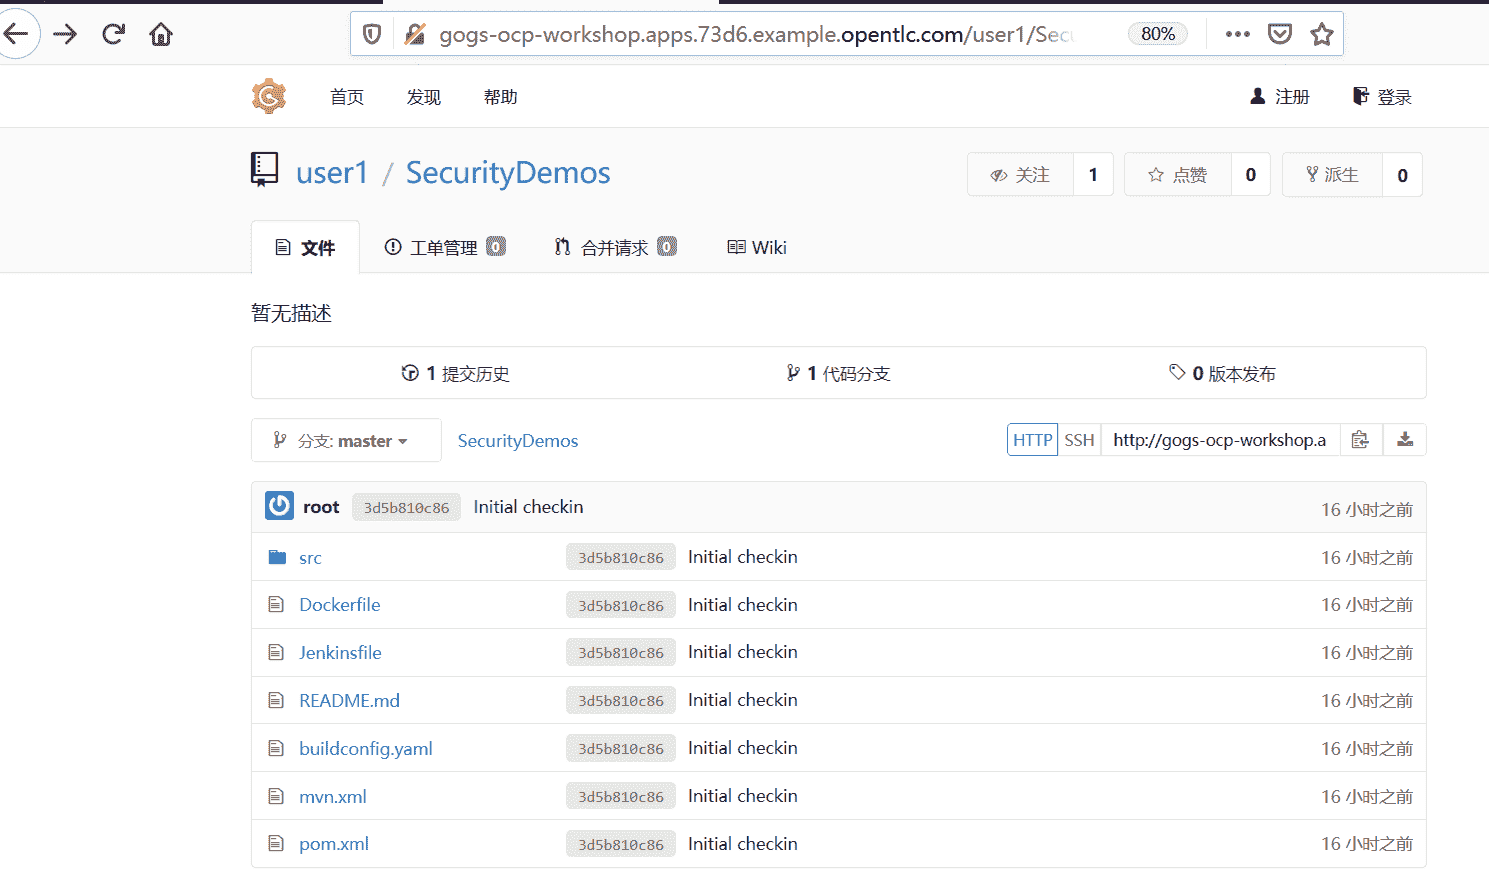 gogs-ocp-workshop.apps.73d6.example.opentlc.com/user1/Sec
80%
首页 发现 帮助 注册 登录
user1 / SecurityDemos
关注 1 点赞 0 派生 0
文件 工单管理 0 合并请求 0 Wiki
暂无描述
1 提交历史 1 代码分支 0 版本发布
分支: master SecurityDemos HTTP SSH http://gogs-ocp-workshop.a
root 3d5b810c86 Initial checkin 16 小时之前
src 3d5b810c86 Initial checkin 16 小时之前
Dockerfile 3d5b810c86 Initial checkin 16 小时之前
Jenkinsfile 3d5b810c86 Initial checkin 16 小时之前
README.md 3d5b810c86 Initial checkin 16 小时之前
buildconfig.yaml 3d5b810c86 Initial checkin 16 小时之前
mvn.xml 3d5b810c86 Initial checkin 16 小时之前
pom.xml 3d5b810c86 Initial checkin 16 小时之前